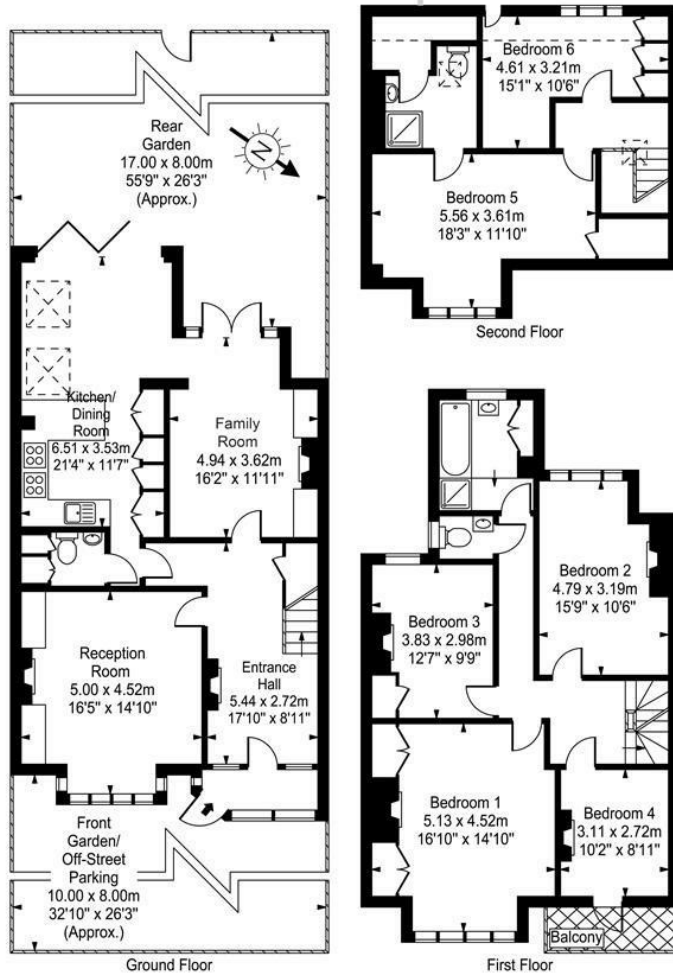 Rear
Garden
17.00 x 8.00m
55'9" x 26'3"
(Approx.)
N
Kitchen/
Dining
Room
6.51 x 3.53m
21'4" x 11'7"
Family
Room
4.94 x 3.62m
16'2" x 11'11"
Reception
Room
5.00 x 4.52m
16'5" x 14'10"
Entrance
Hall
5.44 x 2.72m
17'10" x 8'11"
Front
Garden/
Off-Street
Parking
10.00 x 8.00m
32'10" x 26'3"
(Approx.)
Ground Floor
Bedroom 6
4.61 x 3.21m
15'1" x 10'6"
Bedroom 5
5.56 x 3.61m
18'3" x 11'10"
Second Floor
Bedroom 2
4.79 x 3.19m
15'9" x 10'6"
Bedroom 3
3.83 x 2.98m
12'7" x 9'9"
Bedroom 1
5.13 x 4.52m
16'10" x 14'10"
Bedroom 4
3.11 x 2.72m
10'2" x 8'11"
Balcony
First Floor